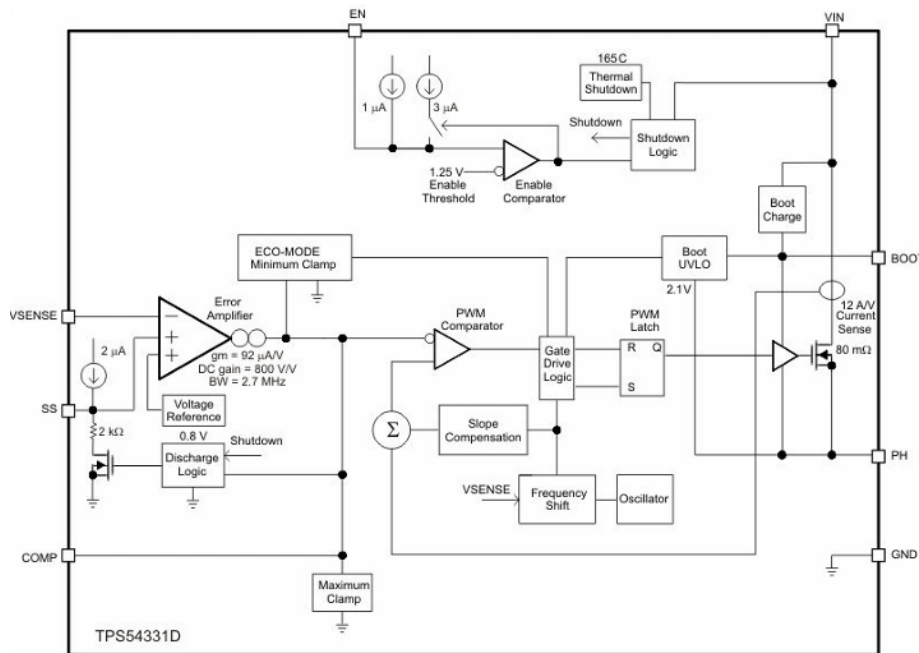 EN
VIN
165 C
Thermal
Shutdown
1 µA
3 µA
Shutdown
Shutdown
Logic
1.25 V
Enable
Threshold
Enable
Comparator
Boot
Charge
ECO-MODE
Minimum Clamp
Boot
UVLO
BOOT
2.1V
VSENSE
Error
Amplifier
PWM
Comparator
PWM
Latch
12 A/V
Current
Sense
2 µA
gm = 92 µA/V
DC gain = 800 V/V
BW = 2.7 MHz
Gate
Drive
Logic
R Q
S
80 mΩ
SS
Voltage
Reference
2 kΩ
0.8 V
Shutdown
Discharge
Logic
Σ
Slope
Compensation
PH
VSENSE
Frequency
Shift
Oscillator
COMP
GND
Maximum
Clamp
TPS54331D